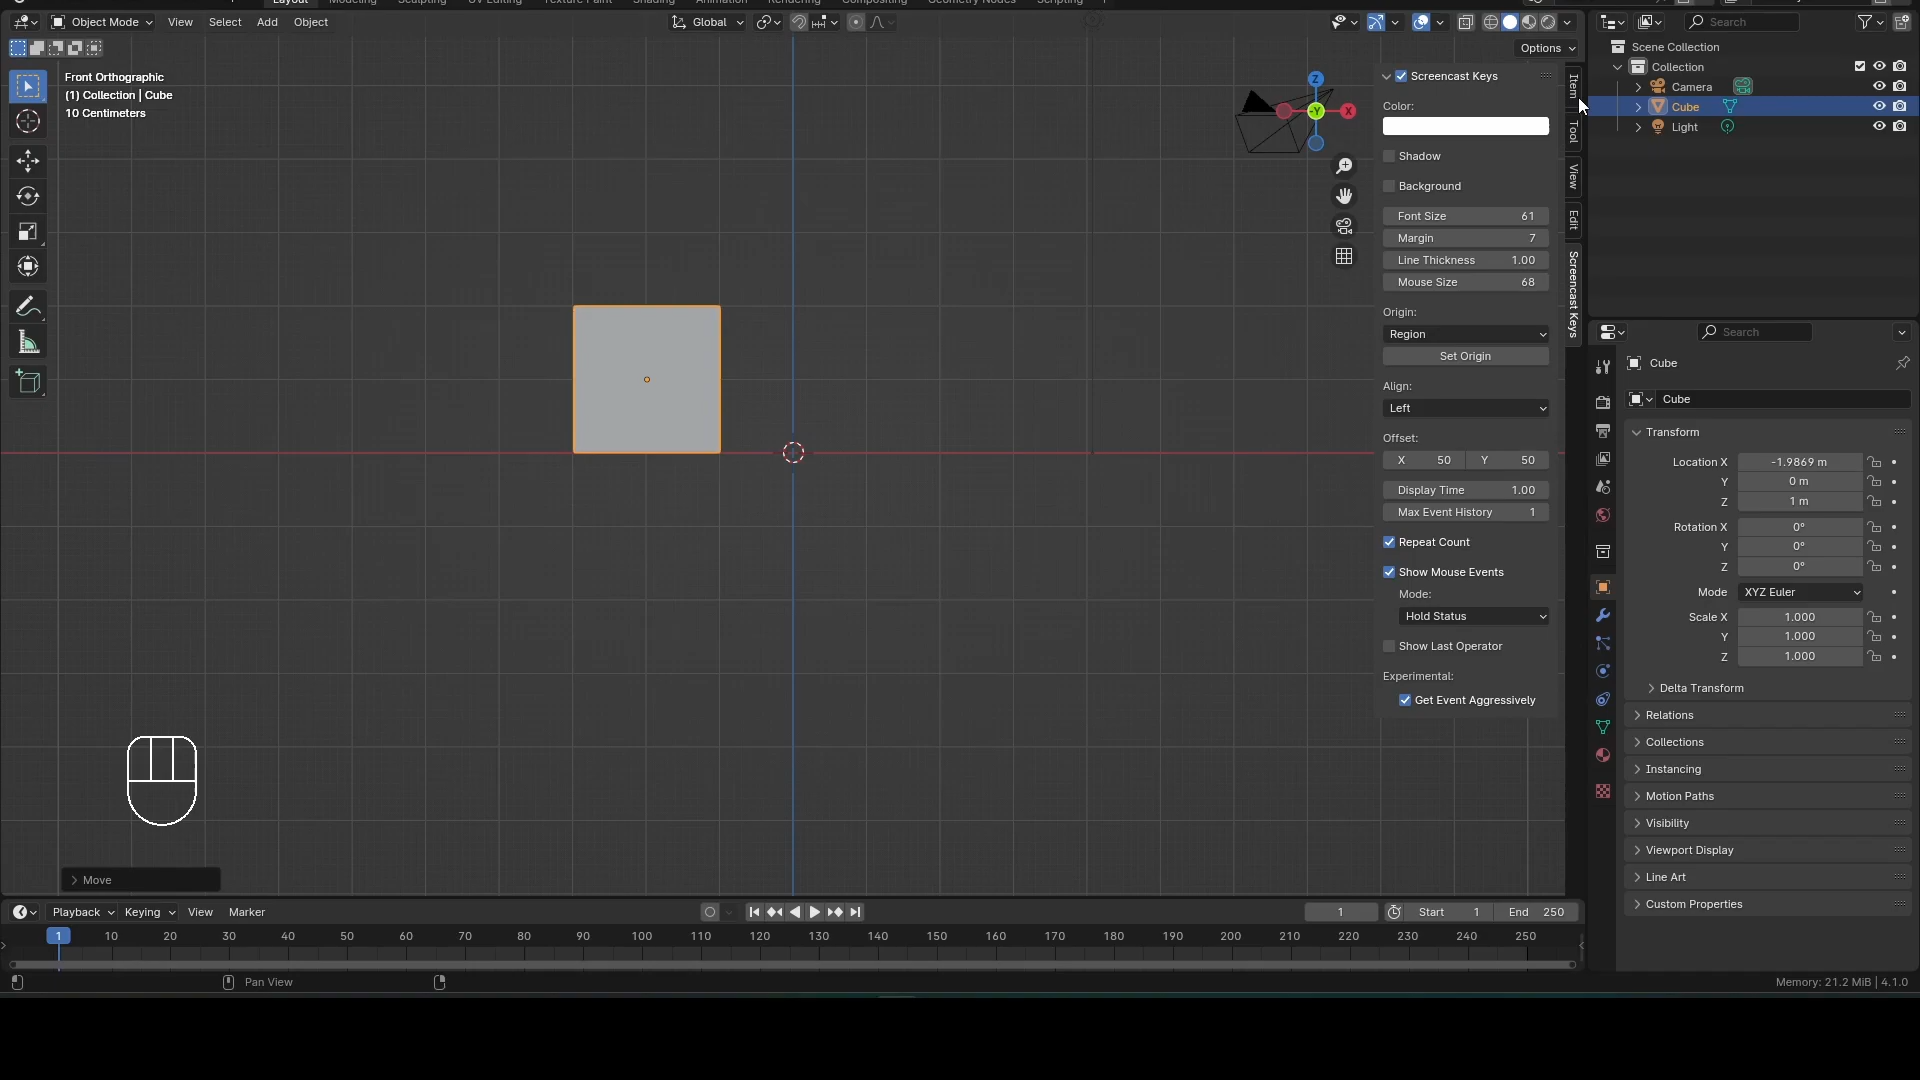 Layout Modeling Sculpting UV Editing Texture Paint Shading Animation Rendering Compositing Geometry Nodes Scripting +
Object Mode View Select Add Object Global Search
Options
Front Orthographic
(1) Collection | Cube
10 Centimeters
Z
-Y
X
Screencast Keys
Color:
Shadow
Background
Font Size 61
Margin 7
Line Thickness 1.00
Mouse Size 68
Origin:
Region
Set Origin
Align:
Left
Offset:
X 50 Y 50
Display Time 1.00
Max Event History 1
Repeat Count
Show Mouse Events
Mode:
Hold Status
Show Last Operator
Experimental:
Get Event Aggressively
Item
Tool
View
Edit
Screencast Keys
Scene Collection
Collection
Camera
Cube
Light
Search
Cube
Cube
Transform
Location X -1.9869 m
Y 0 m
Z 1 m
Rotation X 0°
Y 0°
Z 0°
Mode XYZ Euler
Scale X 1.000
Y 1.000
Z 1.000
Delta Transform
Relations
Collections
Instancing
Motion Paths
Visibility
Viewport Display
Line Art
Custom Properties
Move
Playback Keying View Marker 1 Start 1 End 250
1 10 20 30 40 50 60 70 80 90 100 110 120 130 140 150 160 170 180 190 200 210 220 230 240 250
Pan View
Memory: 21.2 MiB | 4.1.0